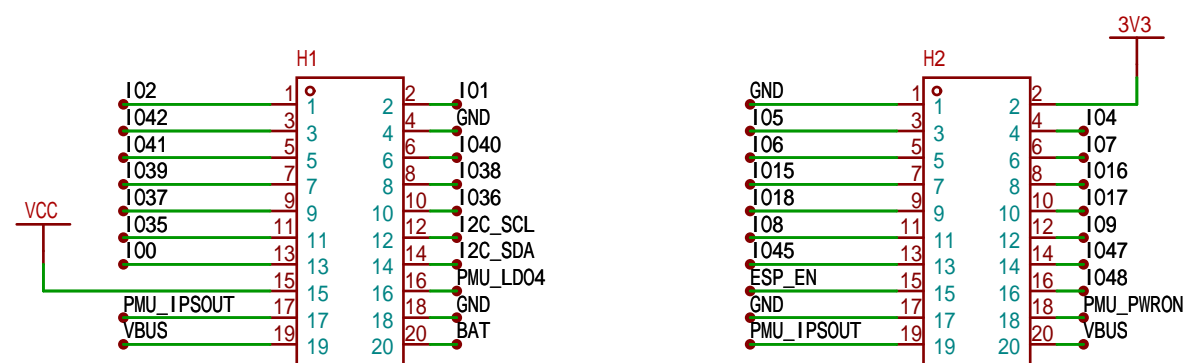 3V3
H1
H2
IO2 1 1 2 2 IO1
GND 1 1 2 2
IO42 3 3 4 4 GND
IO5 3 3 4 4 IO4
IO41 5 5 6 6 IO40
IO6 5 5 6 6 IO7
IO39 7 7 8 8 IO38
IO15 7 7 8 8 IO16
VCC
IO37 9 9 10 10 IO36
IO18 9 9 10 10 IO17
IO35 11 11 12 12 I2C_SCL
IO8 11 11 12 12 IO9
IO0 13 13 14 14 I2C_SDA
IO45 13 13 14 14 IO47
15 15 16 16 PMU_LDO4
ESP_EN 15 15 16 16 IO48
PMU_IPSOUT 17 17 18 18 GND
GND 17 17 18 18 PMU_PWRON
VBUS 19 19 20 20 BAT
PMU_IPSOUT 19 19 20 20 VBUS